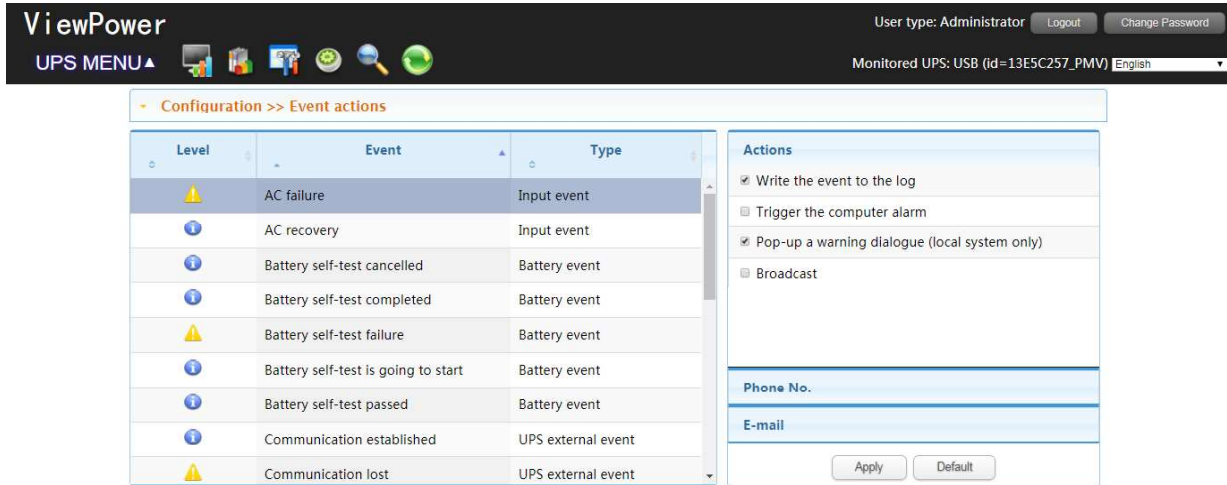 ViewPower
User type: Administrator Logout Change Password
UPS MENU▲
Monitored UPS: USB (id=13E5C257_PMV) English
Configuration >> Event actions
Level Event Type
AC failure Input event
AC recovery Input event
Battery self-test cancelled Battery event
Battery self-test completed Battery event
Battery self-test failure Battery event
Battery self-test is going to start Battery event
Battery self-test passed Battery event
Communication established UPS external event
Communication lost UPS external event
Actions
Write the event to the log
Trigger the computer alarm
Pop-up a warning dialogue (local system only)
Broadcast
Phone No.
E-mail
Apply Default